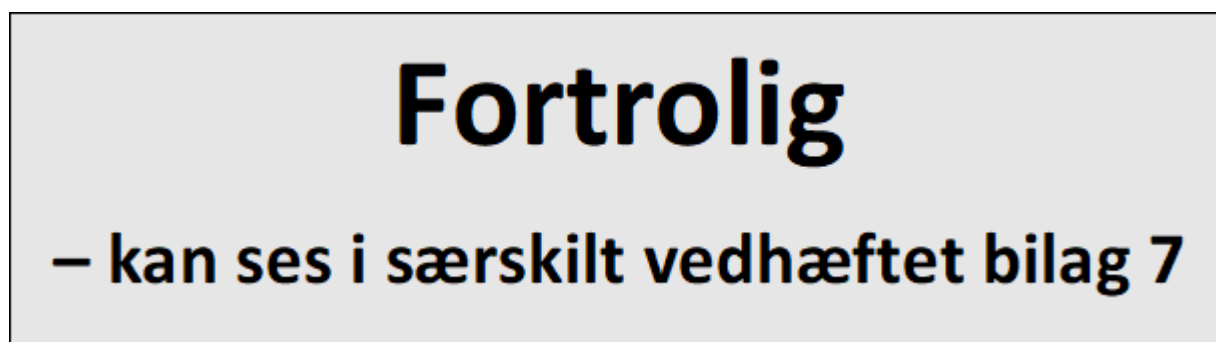 Fortrolig
– kan ses i særskilt vedhæftet bilag 7